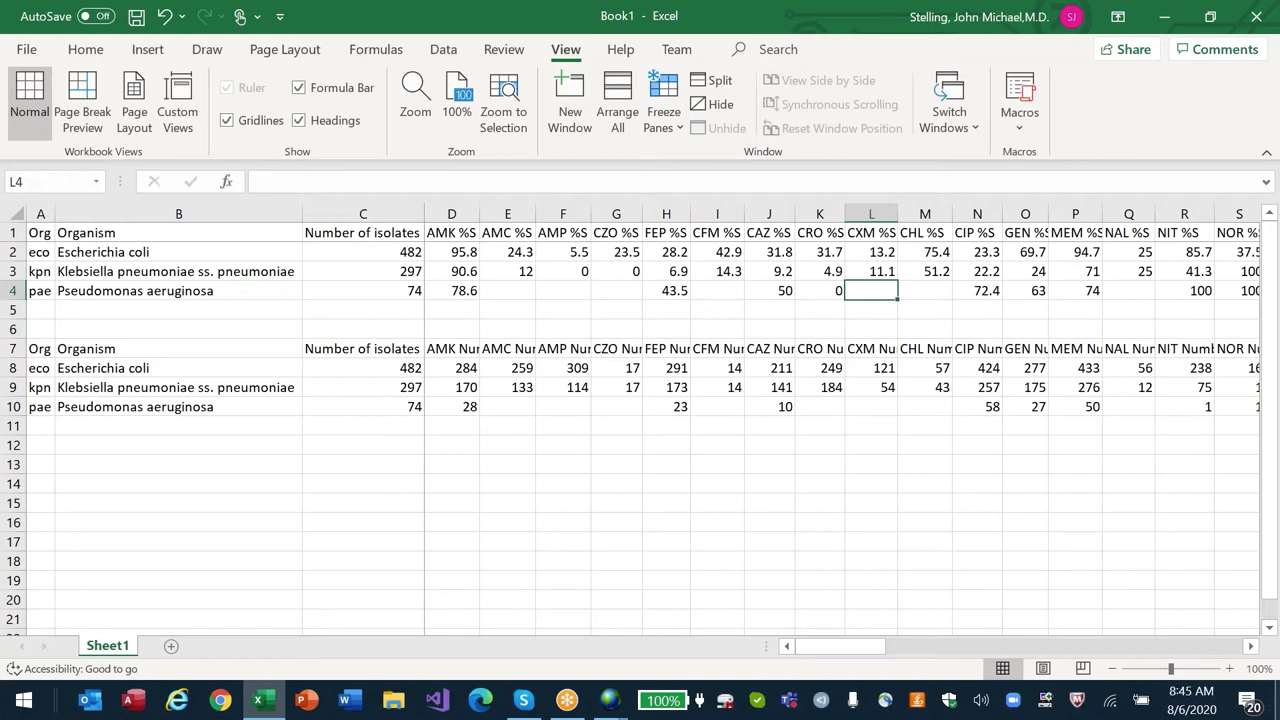 AutoSave Off
Book1 - Excel
Stelling, John Michael,M.D.
SJ
File Home Insert Draw Page Layout Formulas Data Review View Help Team Search
Share Comments
Normal
Page Break Preview
Page Layout
Custom Views
Workbook Views
Ruler Formula Bar
Gridlines Headings
Show
Zoom
100
100%
Zoom to Selection
Zoom
New Window
Arrange All
Freeze Panes
Split
Hide
Unhide
View Side by Side
Synchronous Scrolling
Reset Window Position
Switch Windows
Window
Macros
Macros
L4 fx
A B C D E F G H I J K L M N O P Q R S
1 Org Organism Number of isolates AMK %S AMC %S AMP %S CZO %S FEP %S CFM %S CAZ %S CRO %S CXM %S CHL %S CIP %S GEN %S MEM %S NAL %S NIT %S NOR %S
2 eco Escherichia coli 482 95.8 24.3 5.5 23.5 28.2 42.9 31.8 31.7 13.2 75.4 23.3 69.7 94.7 25 85.7 37.5
3 kpn Klebsiella pneumoniae ss. pneumoniae 297 90.6 12 0 0 6.9 14.3 9.2 4.9 11.1 51.2 22.2 24 71 25 41.3 100
4 pae Pseudomonas aeruginosa 74 78.6 43.5 50 0 72.4 63 74 100 100
5
6
7 Org Organism Number of isolates AMK Nur AMC Nur AMP Nur CZO Nur FEP Nur CFM Nur CAZ Nur CRO Nur CXM Nur CHL Num CIP Num GEN Nu MEM Nu NAL Nur NIT Numb NOR Nu
8 eco Escherichia coli 482 284 259 309 17 291 14 211 249 121 57 424 277 433 56 238 16
9 kpn Klebsiella pneumoniae ss. pneumoniae 297 170 133 114 17 173 14 141 184 54 43 257 175 276 12 75 1
10 pae Pseudomonas aeruginosa 74 28 23 10 58 27 50 1 1
11
12
13
14
15
16
17
18
19
20
21
Sheet1
Accessibility: Good to go
100%
100%
8:45 AM
8/6/2020
20